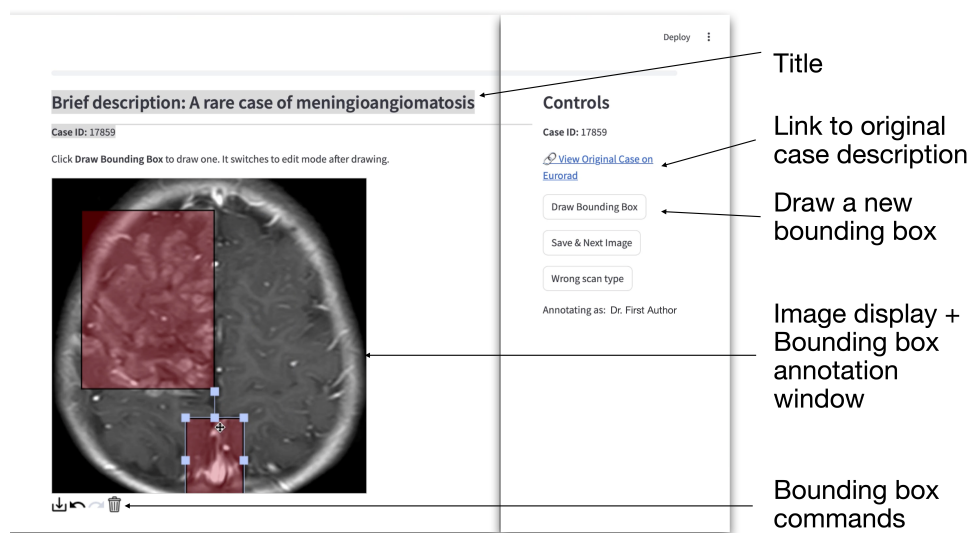 Deploy
Title
Brief description: A rare case of meningioangiomatosis
Case ID: 17859
Click Draw Bounding Box to draw one. It switches to edit mode after drawing.
Controls
Case ID: 17859
View Original Case on
Eurorad
Draw Bounding Box
Save & Next Image
Wrong scan type
Annotating as: Dr. First Author
Link to original
case description
Draw a new
bounding box
Image display +
Bounding box
annotation
window
Bounding box
commands